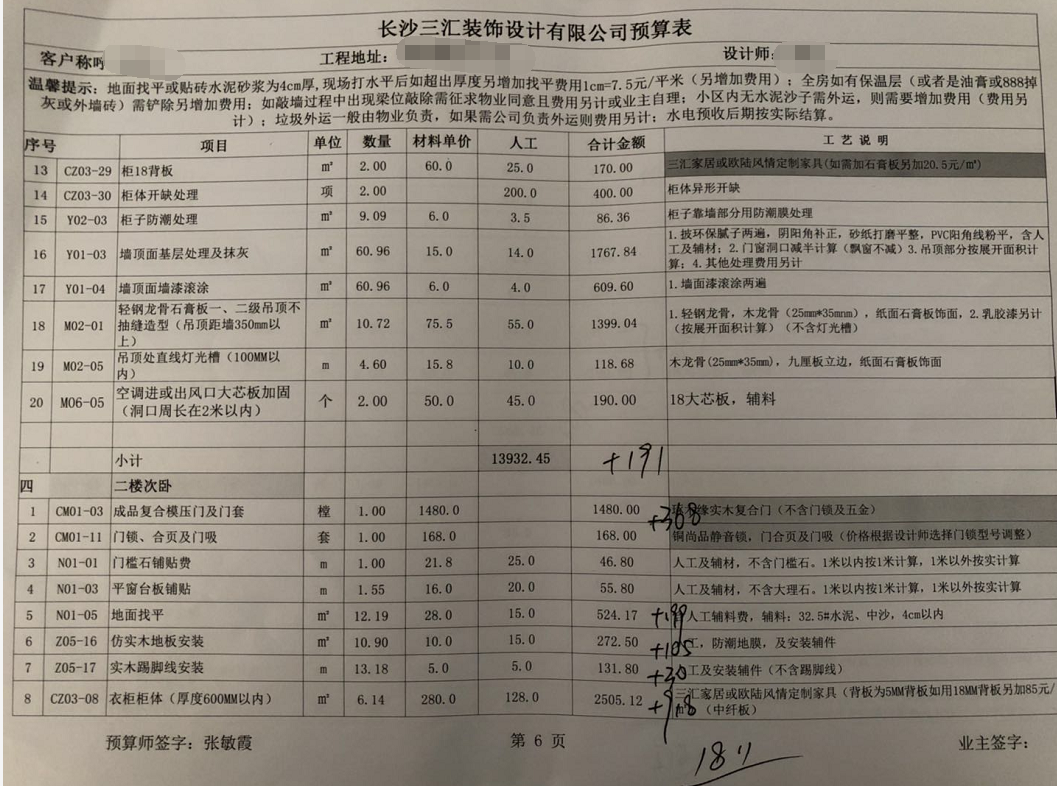 长沙三汇装饰设计有限公司预算表
客户称呼 工程地址: 设计师:
温馨提示: 地面找平或贴砖水泥砂浆为4cm厚,现场打水平后如超出厚度另增加找平费用1cm=7.5元/平米（另增加费用）; 全房如有保温层（或者是油膏或888掉
灰或外墙砖）需铲除另增加费用; 如敲墙过程中出现梁位敲除需征求物业同意且费用另计或业主自理; 小区内无水泥沙子需外运, 则需要增加费用（费用另
计）; 垃圾外运一般由物业负责, 如果需公司负责外运则费用另计; 水电预收后期按实际结算。
序号 项目 单位 数量 材料单价 人工 合计金额 工艺说明
13 CZ03-29 柜18背板 m² 2.00 60.0 25.0 170.00 三汇家居或欧陆风情定制家具(如需加石膏板另加20.5元/m²)
14 CZ03-30 柜体开缺处理 项 2.00 200.0 400.00 柜体异形开缺
15 Y02-03 柜子防潮处理 m² 9.09 6.0 3.5 86.36 柜子靠墙部分用防潮膜处理
16 Y01-03 墙顶面基层处理及抹灰 m² 60.96 15.0 14.0 1767.84 1.披环保腻子两遍, 阴阳角补正, 砂纸打磨平整, PVC阳角线粉平, 含人
工及辅材; 2.门窗洞口减半计算（飘窗不减）3.吊顶部分按展开面积计
算; 4.其他处理费用另计
17 Y01-04 墙顶面墙漆滚涂 m² 60.96 6.0 4.0 609.60 1.墙面漆滚涂两遍
18 M02-01 轻钢龙骨石膏板一、二级吊顶不
抽缝造型（吊顶距墙350mm以
上） m² 10.72 75.5 55.0 1399.04 1.轻钢龙骨, 木龙骨（25mm*35mm）, 纸面石膏板饰面, 2.乳胶漆另计
（按展开面积计算）（不含灯光槽）
19 M02-05 吊顶处直线灯光槽（100MM以
内） m 4.60 15.8 10.0 118.68 木龙骨(25mm*35mm), 九厘板立边, 纸面石膏板饰面
20 M06-05 空调进或出风口大芯板加固
（洞口周长在2米以内） 个 2.00 50.0 45.0 190.00 18大芯板, 辅料
小计 13932.45 +191
四 二楼次卧
1 CM01-03 成品复合模压门及门套 樘 1.00 1480.0 1480.00 +308 缘实木复合门（不含门锁及五金）
2 CM01-11 门锁、合页及门吸 套 1.00 168.0 168.00 铜尚品静音锁, 门合页及门吸（价格根据设计师选择门锁型号调整）
3 N01-01 门槛石铺贴费 m 1.00 21.8 25.0 46.80 人工及辅材, 不含门槛石。1米以内按1米计算, 1米以外按实计算
4 N01-03 平窗台板铺贴 m 1.55 16.0 20.0 55.80 人工及辅材, 不含大理石。1米以内按1米计算, 1米以外按实计算
5 N01-05 地面找平 m² 12.19 28.0 15.0 524.17 +199 人工辅料费, 辅料: 32.5#水泥、中沙, 4cm以内
6 Z05-16 仿实木地板安装 m² 10.90 10.0 15.0 272.50 +105 工, 防潮地膜, 及安装辅件
7 Z05-17 实木踢脚线安装 m 13.18 5.0 5.0 131.80 +30 工及安装辅件（不含踢脚线）
8 CZ03-08 衣柜柜体（厚度600MM以内） m² 6.14 280.0 128.0 2505.12 +918 三汇家居或欧陆风情定制家具（背板为5MM背板如用18MM背板另加85元/
m²（中纤板）
预算师签字: 张敏霞 第 6 页 1811 业主签字: